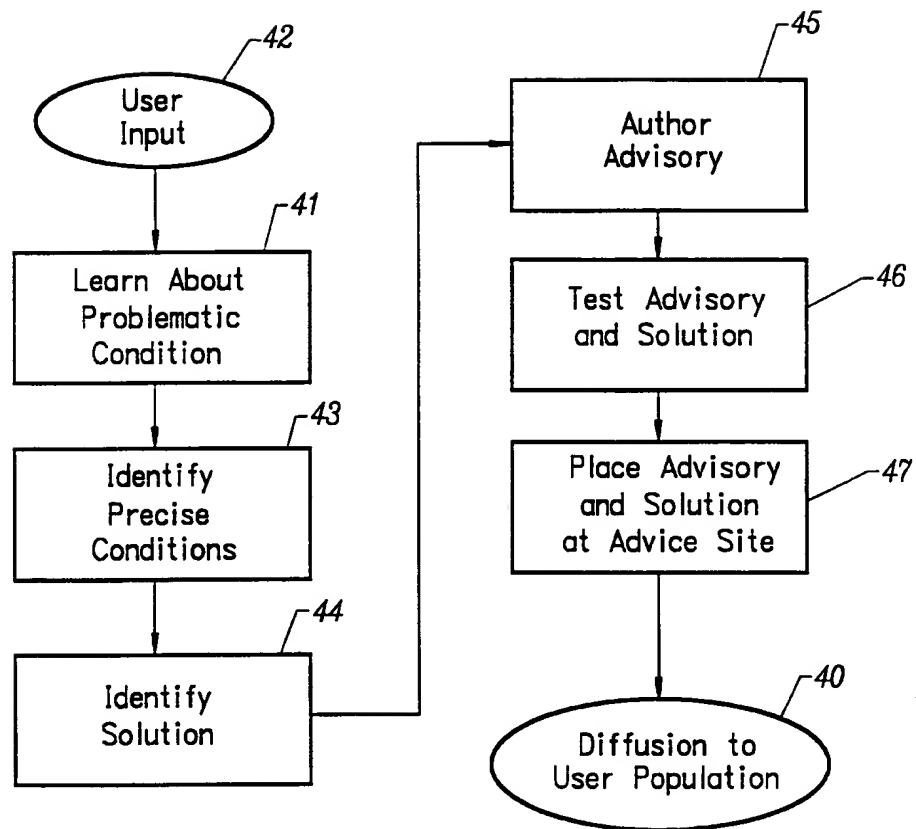 42
User
Input
41
Learn About
Problematic
Condition
43
Identify
Precise
Conditions
44
Identify
Solution
45
Author
Advisory
46
Test Advisory
and Solution
47
Place Advisory
and Solution
at Advice Site
40
Diffusion to
User Population